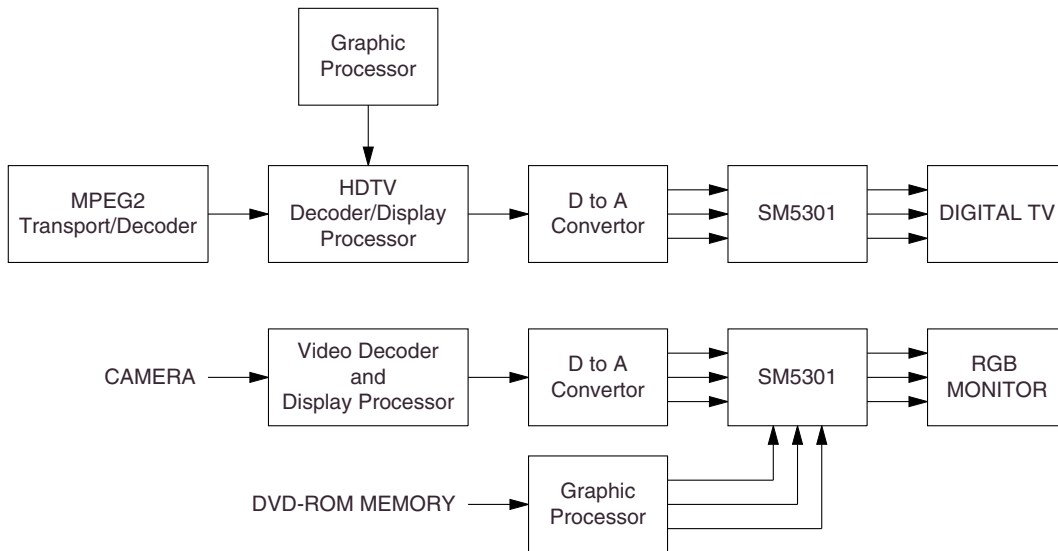 Graphic
Processor
MPEG2
Transport/Decoder
HDTV
Decoder/Display
Processor
D to A
Convertor
SM5301
DIGITAL TV
CAMERA
Video Decoder
and
Display Processor
D to A
Convertor
SM5301
RGB
MONITOR
DVD-ROM MEMORY
Graphic
Processor